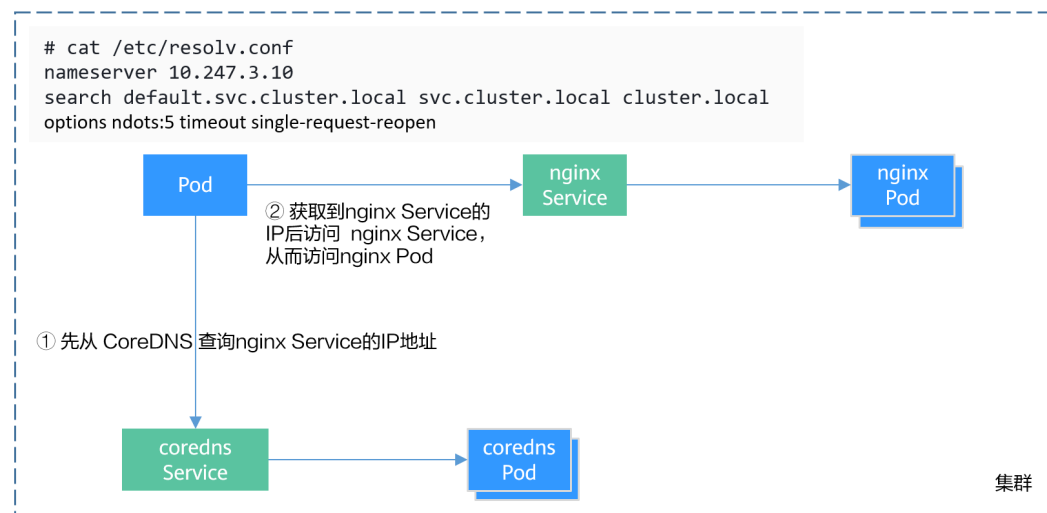 # cat /etc/resolv.conf
nameserver 10.247.3.10
search default.svc.cluster.local svc.cluster.local cluster.local
options ndots:5 timeout single-request-reopen
Pod
nginx
Service
nginx
Pod
② 获取到nginx Service的
IP后访问 nginx Service，
从而访问nginx Pod
① 先从 CoreDNS 查询nginx Service的IP地址
coredns
Service
coredns
Pod
集群